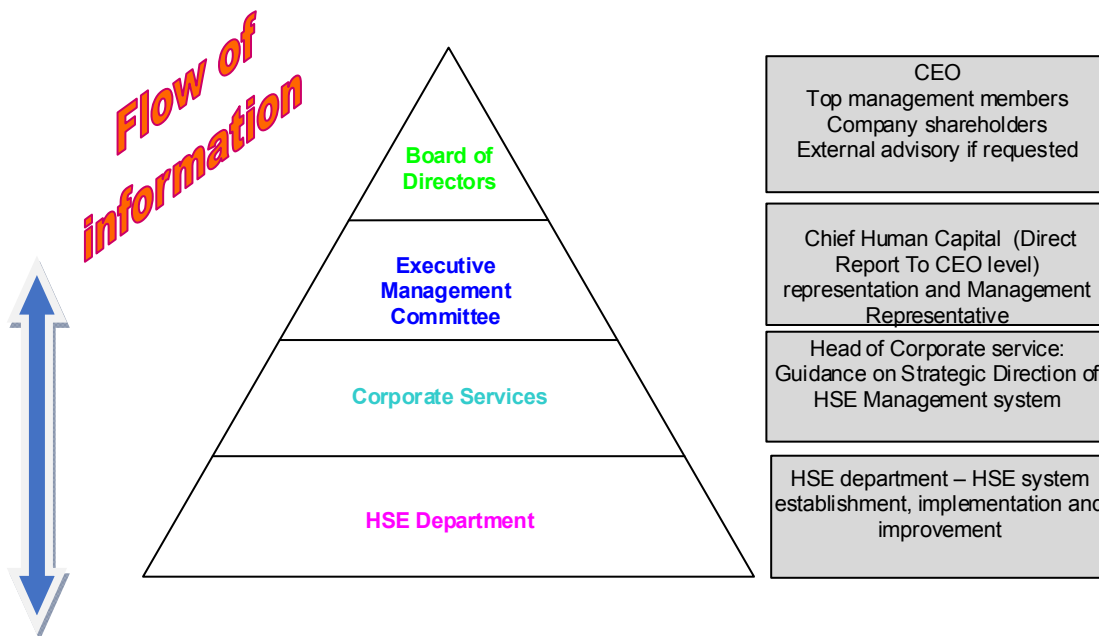 Flow of
information
Board of
Directors
CEO
Top management members
Company shareholders
External advisory if requested
Executive
Management
Committee
Chief Human Capital (Direct
Report To CEO level)
representation and Management
Representative
Corporate Services
Head of Corporate service:
Guidance on Strategic Direction of
HSE Management system
HSE Department
HSE department – HSE system
establishment, implementation and
improvement